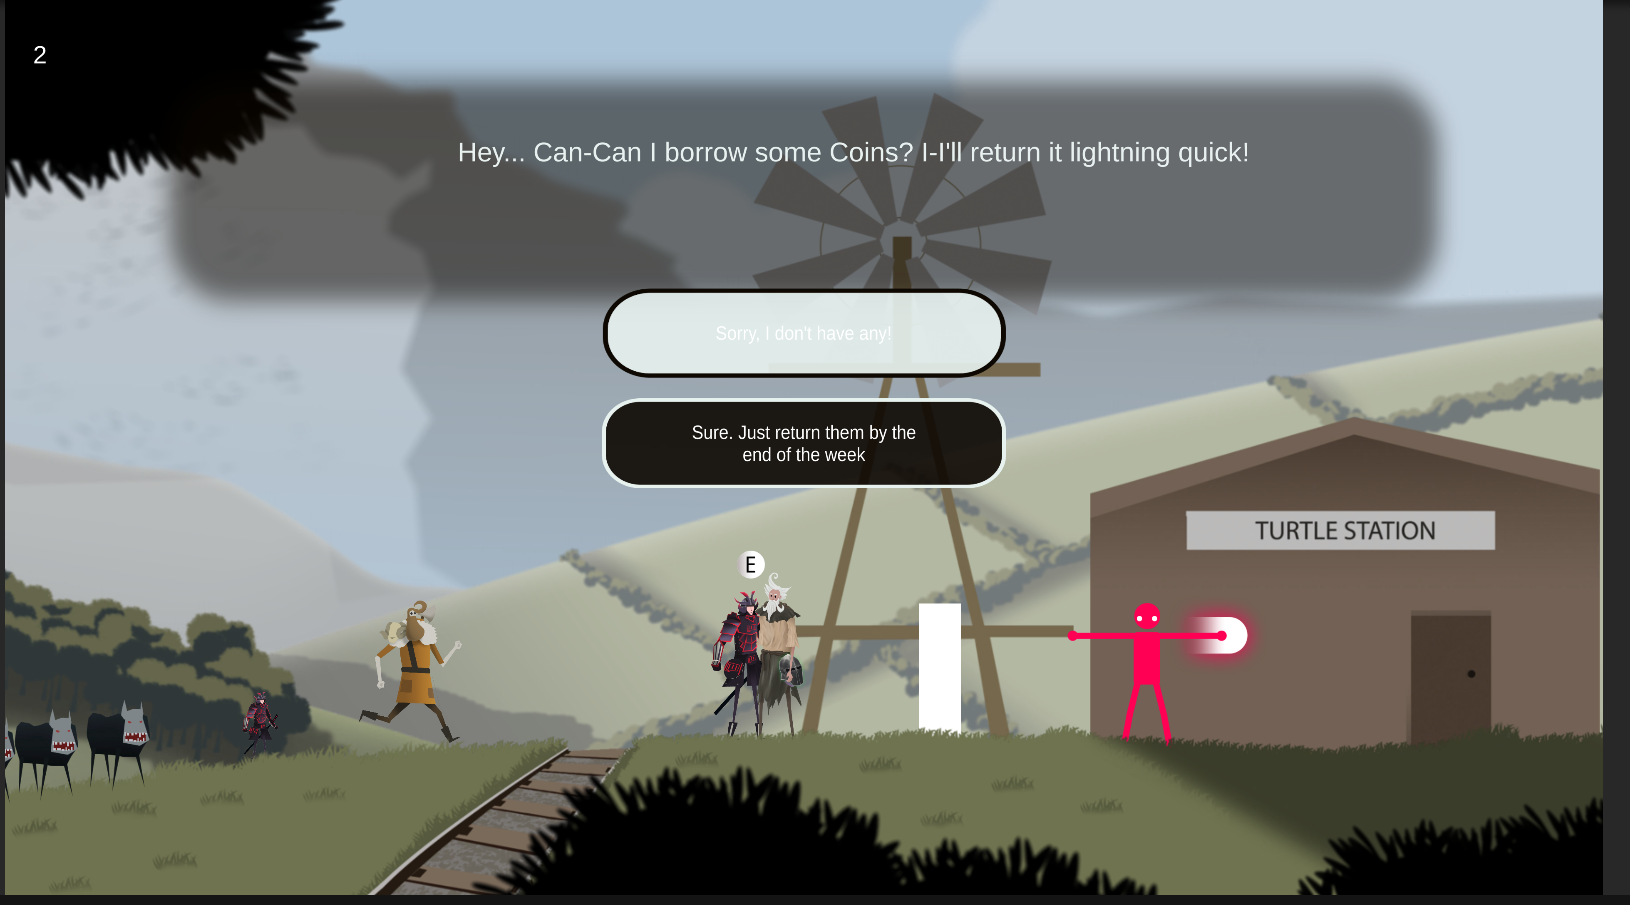 2
Hey... Can-Can I borrow some Coins? I-I'll return it lightning quick!
Sorry, I don't have any!
Sure. Just return them by the
end of the week
TURTLE STATION
E